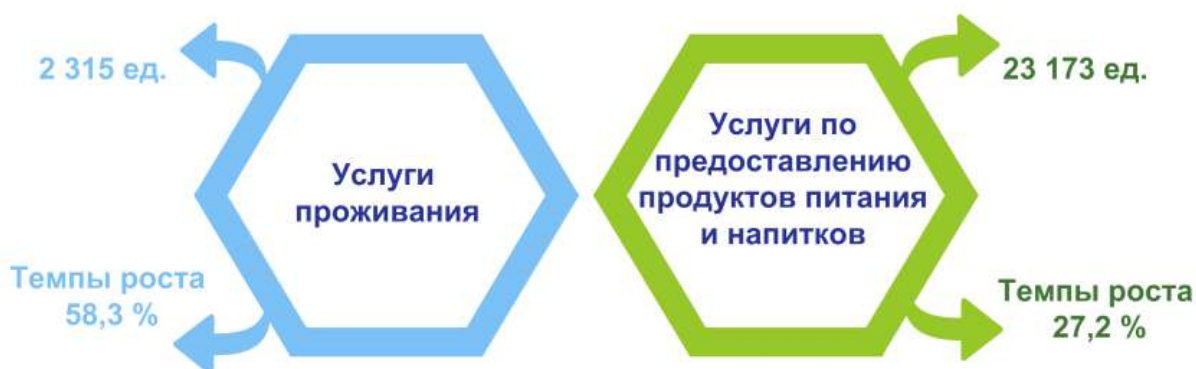 2 315 ед.
Услуги
проживания
Темпы роста
58,3 %
23 173 ед.
Услуги по
предоставлению
продуктов питания
и напитков
Темпы роста
27,2 %